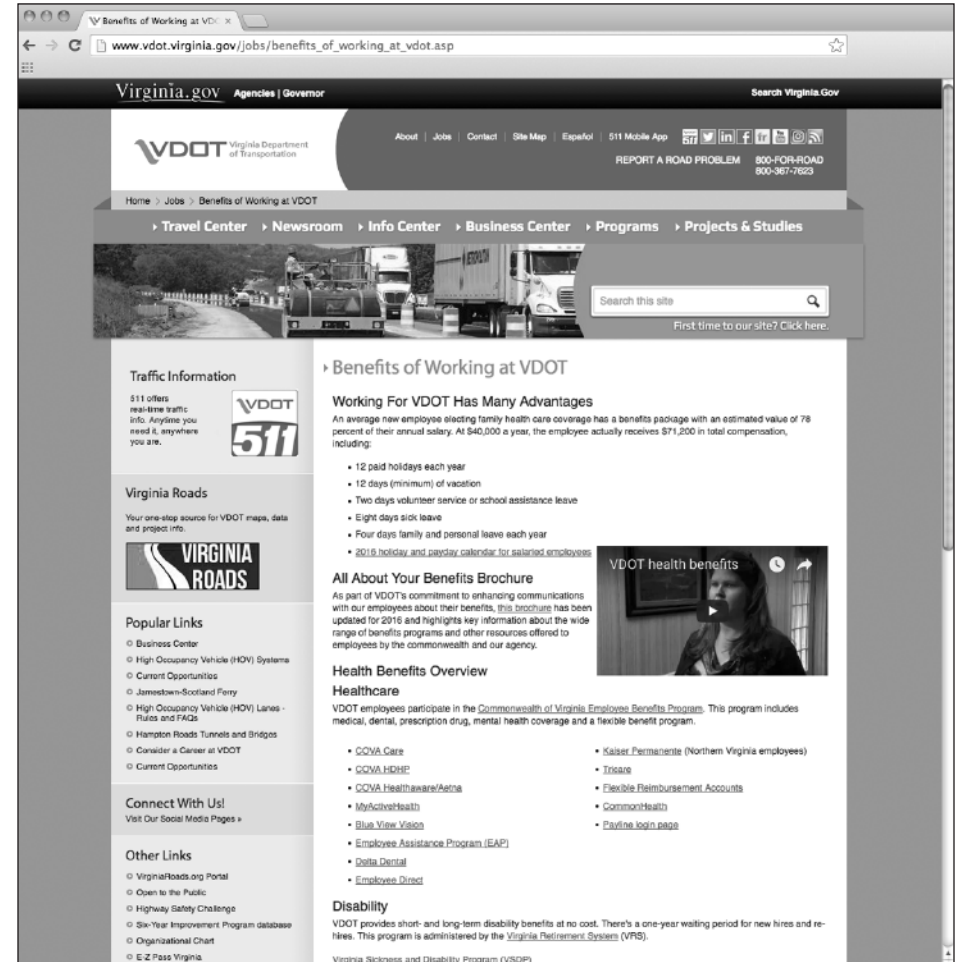 Benefits of Working at VDO
www.vdot.virginia.gov/jobs/benefits_of_working_at_vdot.asp
Virginia.gov Agencies | Governor Search Virginia.Gov
VDOT Virginia Department
of Transportation
About | Jobs | Contact | Site Map | Español | 511 Mobile App
REPORT A ROAD PROBLEM 800-FOR-ROAD
800-367-7623
Home > Jobs > Benefits of Working at VDOT
Travel Center Newsroom Info Center Business Center Programs Projects & Studies
Search this site
First time to our site? Click here.
Traffic Information
511 offers
real-time traffic
info. Anytime you
need it, anywhere
you are.
VDOT
511
Virginia Roads
Your one-stop source for VDOT maps, data
and project info.
VIRGINIA
ROADS
Popular Links
Business Center
High Occupancy Vehicle (HOV) Systems
Current Opportunities
Jamestown-Scotland Ferry
High Occupancy Vehicle (HOV) Lanes -
Rules and FAQs
Hampton Roads Tunnels and Bridges
Consider a Career at VDOT
Current Opportunities
Connect With Us!
Visit Our Social Media Pages »
Other Links
VirginiaRoads.org Portal
Open to the Public
Highway Safety Challenge
Six-Year Improvement Program database
Organizational Chart
E-Z Pass Virginia
Benefits of Working at VDOT
Working For VDOT Has Many Advantages
An average new employee electing family health care coverage has a benefits package with an estimated value of 78
percent of their annual salary. At $40,000 a year, the employee actually receives $71,200 in total compensation,
including:
• 12 paid holidays each year
• 12 days (minimum) of vacation
• Two days volunteer service or school assistance leave
• Eight days sick leave
• Four days family and personal leave each year
• 2016 holiday and payday calendar for salaried employees
All About Your Benefits Brochure
As part of VDOT's commitment to enhancing communications
with our employees about their benefits, this brochure has been
updated for 2016 and highlights key information about the wide
range of benefits programs and other resources offered to
employees by the commonwealth and our agency.
VDOT health benefits
Health Benefits Overview
Healthcare
VDOT employees participate in the Commonwealth of Virginia Employee Benefits Program. This program includes
medical, dental, prescription drug, mental health coverage and a flexible benefit program.
• COVA Care
• COVA HDHP
• COVA Healthaware/Aetna
• MyActiveHealth
• Blue View Vision
• Employee Assistance Program (EAP)
• Delta Dental
• Employee Direct
• Kaiser Permanente (Northern Virginia employees)
• Tricare
• Flexible Reimbursement Accounts
• CommonHealth
• Payline login page
Disability
VDOT provides short- and long-term disability benefits at no cost. There's a one-year waiting period for new hires and re-
hires. This program is administered by the Virginia Retirement System (VRS).
Virginia Sickness and Disability Program (VSDP)